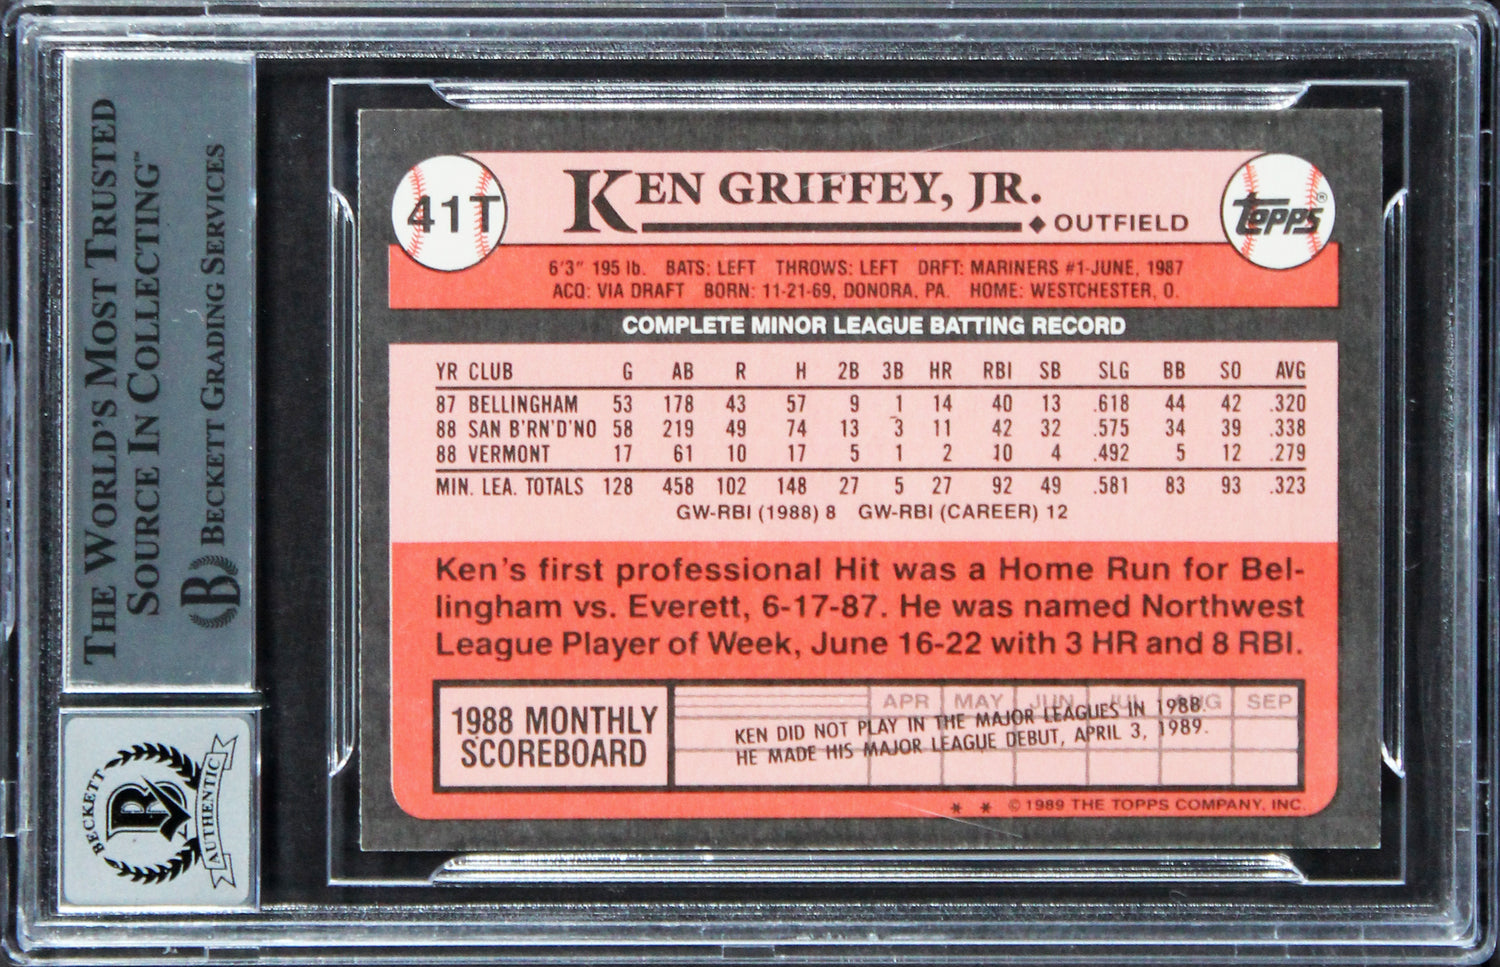 THE WORLD'S MOST TRUSTED
SOURCE IN COLLECTING™
BECKETT GRADING SERVICES
B
BECKETT
B
AUTHENTIC
41T
KEN GRIFFEY, JR.
◆ OUTFIELD
TOPPS®
6'3" 195 lb. BATS: LEFT THROWS: LEFT DRFT: MARINERS #1-JUNE, 1987
ACQ: VIA DRAFT BORN: 11-21-69, DONORA, PA. HOME: WESTCHESTER, O.
COMPLETE MINOR LEAGUE BATTING RECORD
YR CLUB G AB R H 2B 3B HR RBI SB SLG BB SO AVG
87 BELLINGHAM 53 178 43 57 9 1 14 40 13 .618 44 42 .320
88 SAN B'RN'D'NO 58 219 49 74 13 3 11 42 32 .575 34 39 .338
88 VERMONT 17 61 10 17 5 1 2 10 4 .492 5 12 .279
MIN. LEA. TOTALS 128 458 102 148 27 5 27 92 49 .581 83 93 .323
GW-RBI (1988) 8 GW-RBI (CAREER) 12
Ken's first professional Hit was a Home Run for Bel-
lingham vs. Everett, 6-17-87. He was named Northwest
League Player of Week, June 16-22 with 3 HR and 8 RBI.
1988 MONTHLY
SCOREBOARD
APR MAY JUN JUL AUG SEP
KEN DID NOT PLAY IN THE MAJOR LEAGUES IN 1988.
HE MADE HIS MAJOR LEAGUE DEBUT, APRIL 3, 1989.
* * © 1989 THE TOPPS COMPANY, INC.